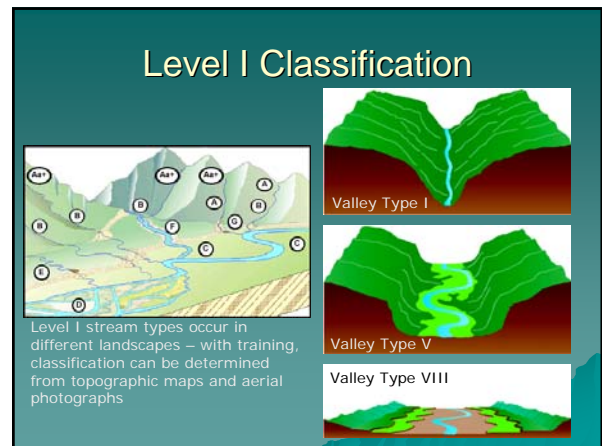 Level I Classification
Aa+
Aa+
Aa+
A
B
A
B
B
B
F
G
C
C
E
D
Level I stream types occur in
different landscapes – with training,
classification can be determined
from topographic maps and aerial
photographs
Valley Type I
Valley Type V
Valley Type VIII